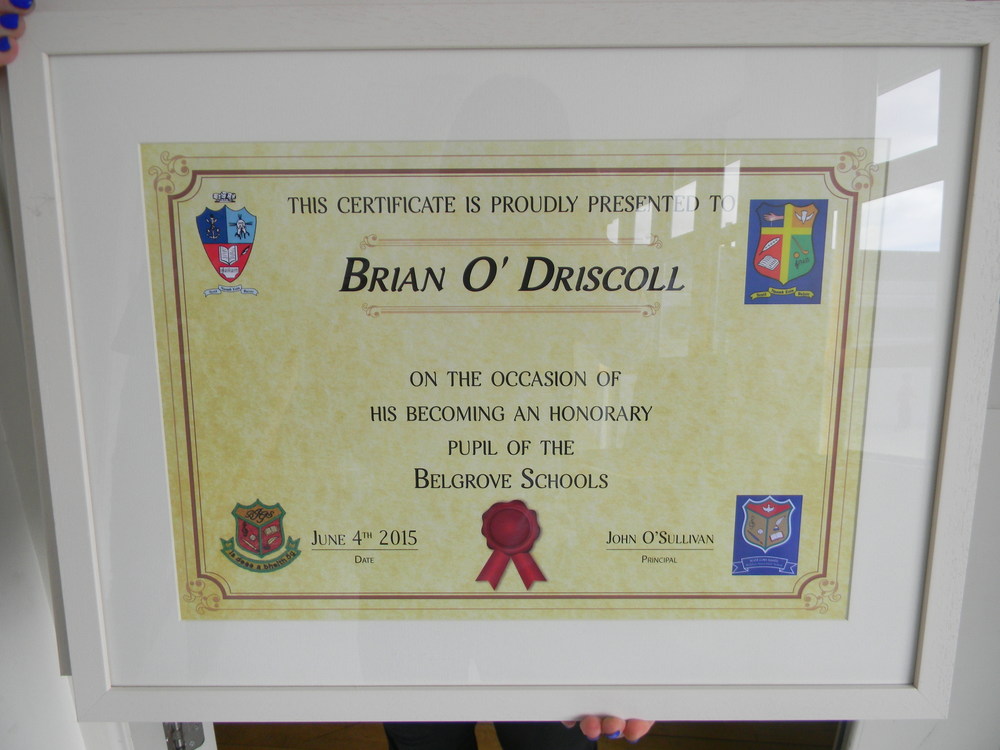 THIS CERTIFICATE IS PROUDLY PRESENTED TO
BRIAN O' DRISCOLL
ON THE OCCASION OF
HIS BECOMING AN HONORARY
PUPIL OF THE
BELGROVE SCHOOLS
JUNE 4TH 2015
DATE
JOHN O'SULLIVAN
PRINCIPAL